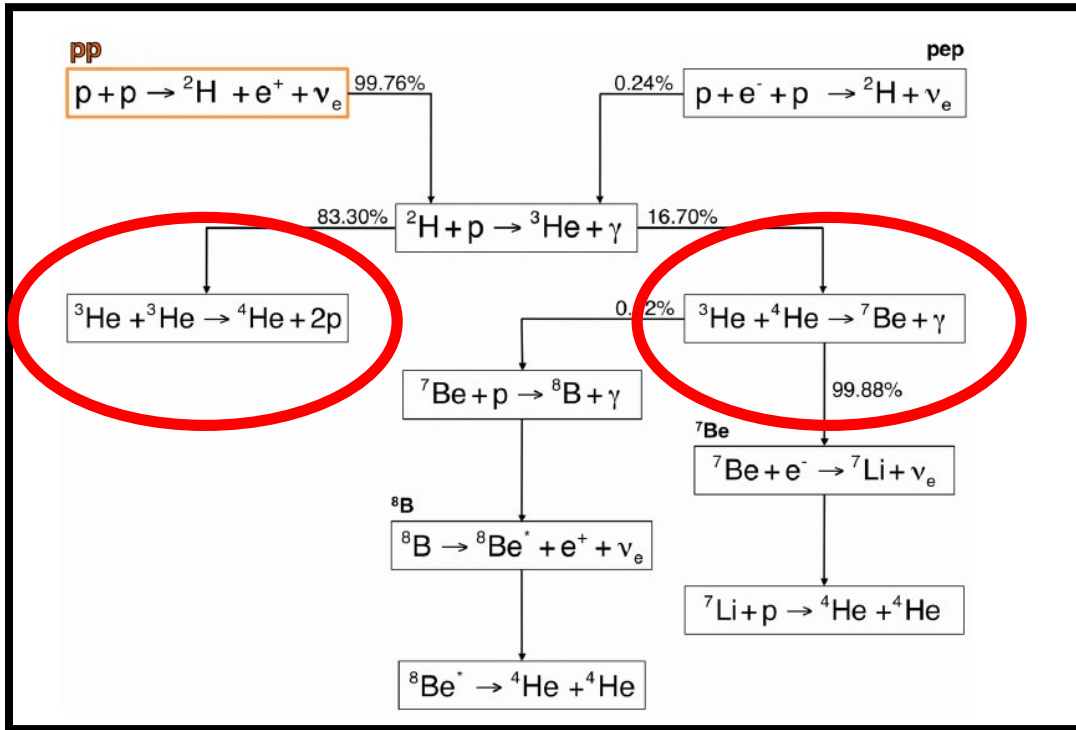 pp
pep
p + p → ²H + e⁺ + νₑ
99.76%
0.24%
p + e⁻ + p → ²H + νₑ
83.30%
²H + p → ³He + γ
16.70%
³He + ³He → ⁴He + 2p
³He + ⁴He → ⁷Be + γ
⁷Be + p → ⁸B + γ
99.88%
⁷Be
⁷Be + e⁻ → ⁷Li + νₑ
⁸B
⁸B → ⁸Be* + e⁺ + νₑ
⁷Li + p → ⁴He + ⁴He
⁸Be* → ⁴He + ⁴He